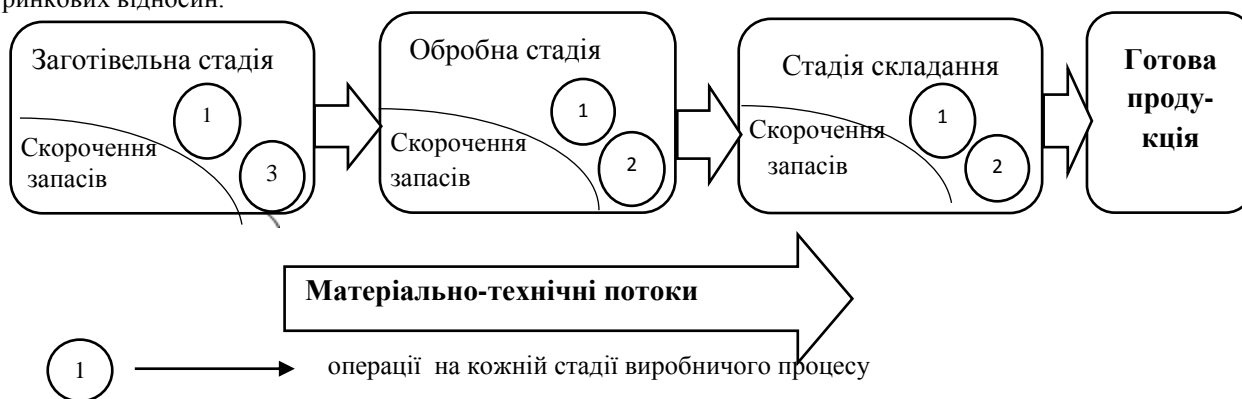 ринкових відносин.
Заготівельна стадія
1
3
Скорочення
запасів
Обробна стадія
1
2
Скорочення
запасів
Стадія складання
1
2
Скорочення
запасів
Готова
проду-
кція
Матеріально-технічні потоки
1
операції на кожній стадії виробничого процесу